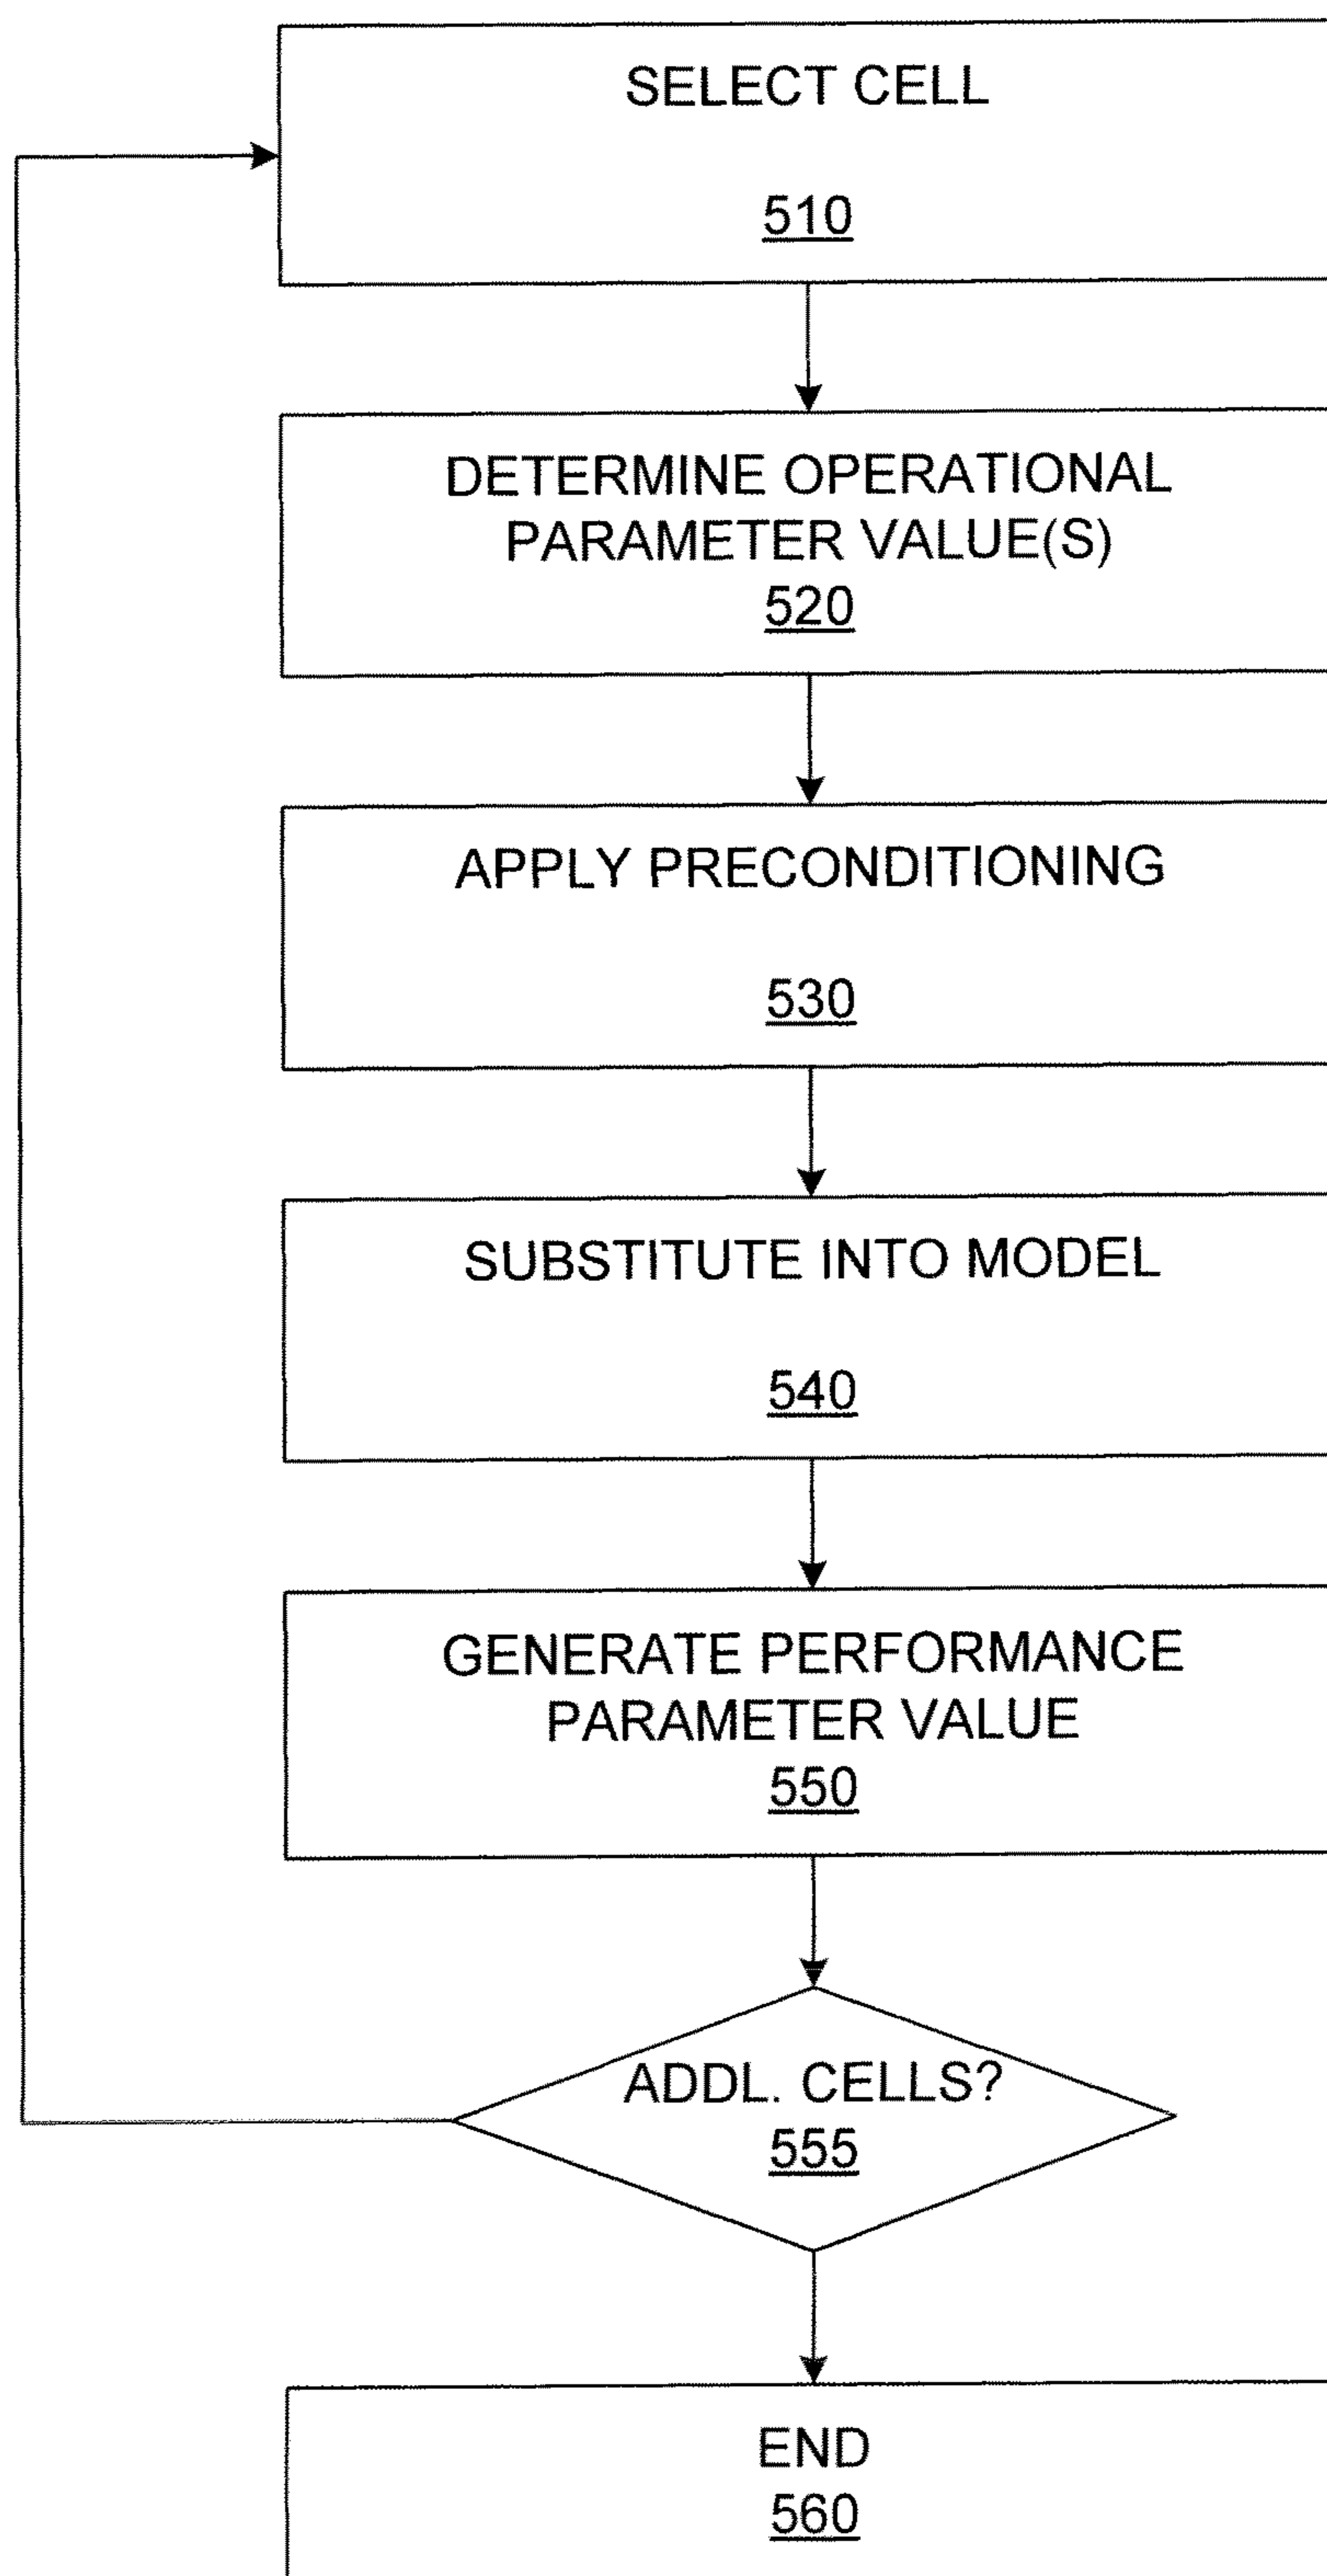 SELECT CELL
510
DETERMINE OPERATIONAL
PARAMETER VALUE(S)
520
APPLY PRECONDITIONING
530
SUBSTITUTE INTO MODEL
540
GENERATE PERFORMANCE
PARAMETER VALUE
550
ADDL. CELLS?
555
END
560